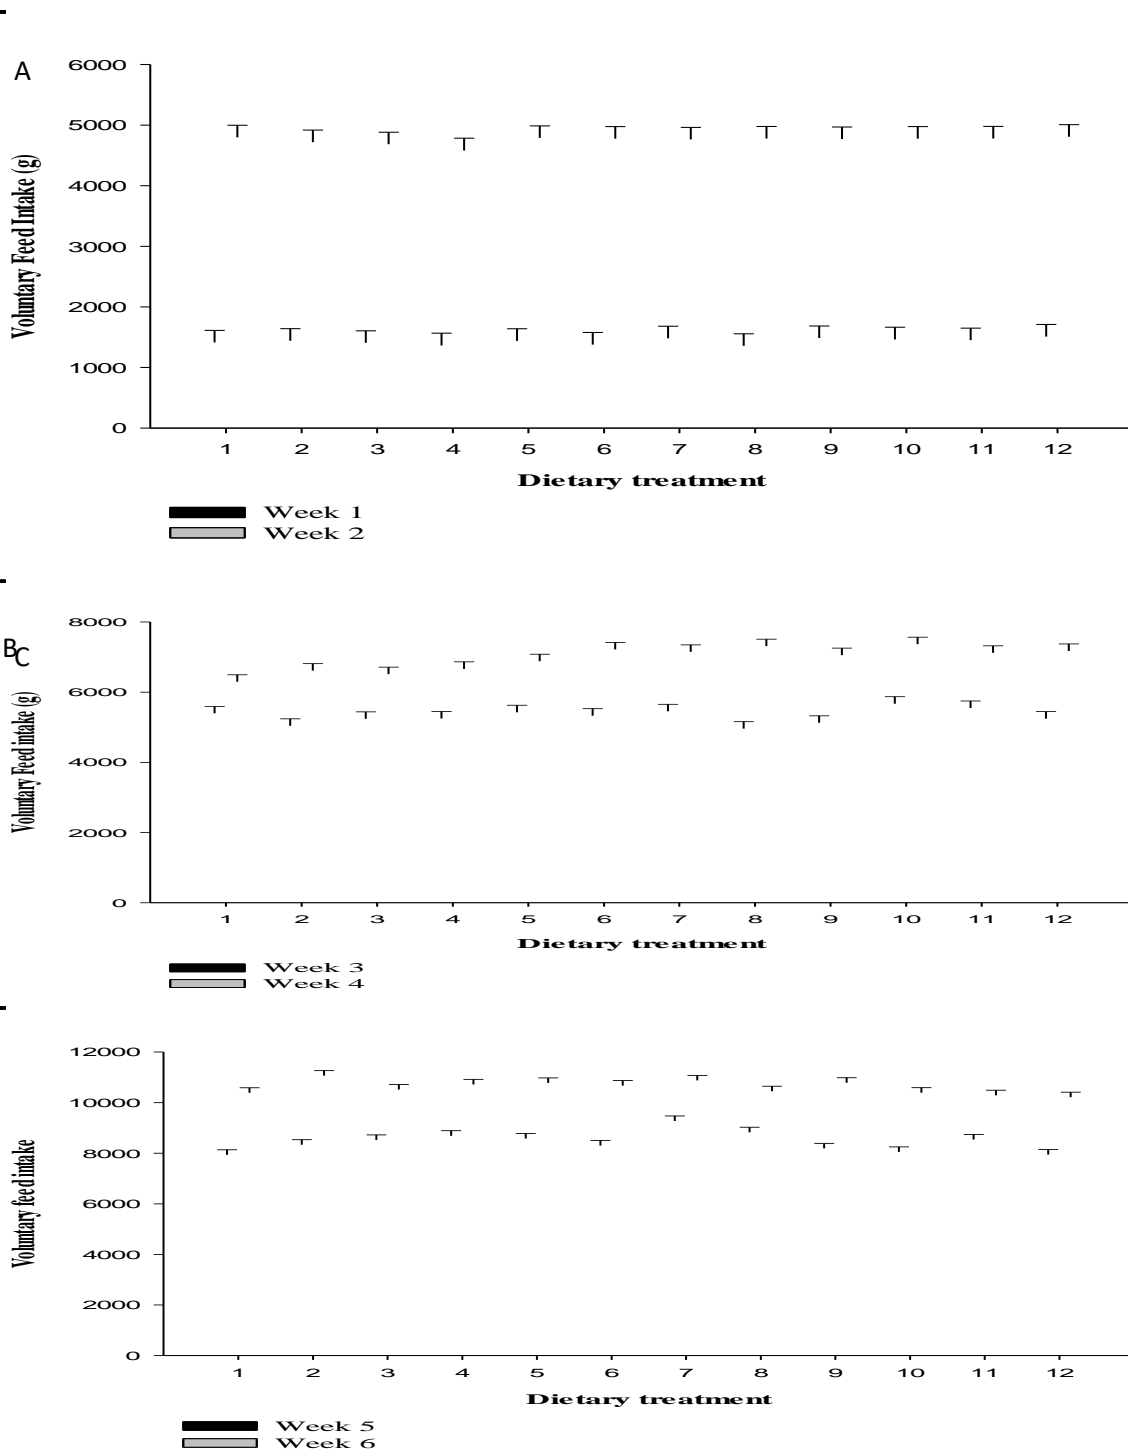 A
Voluntary Feed Intake (g)
6000
5000
4000
3000
2000
1000
0
1 2 3 4 5 6 7 8 9 10 11 12
Dietary treatment
Week 1
Week 2
B
C
Voluntary Feed intake (g)
8000
6000
4000
2000
0
1 2 3 4 5 6 7 8 9 10 11 12
Dietary treatment
Week 3
Week 4
Voluntary feed intake
12000
10000
8000
6000
4000
2000
0
1 2 3 4 5 6 7 8 9 10 11 12
Dietary treatment
Week 5
Week 6